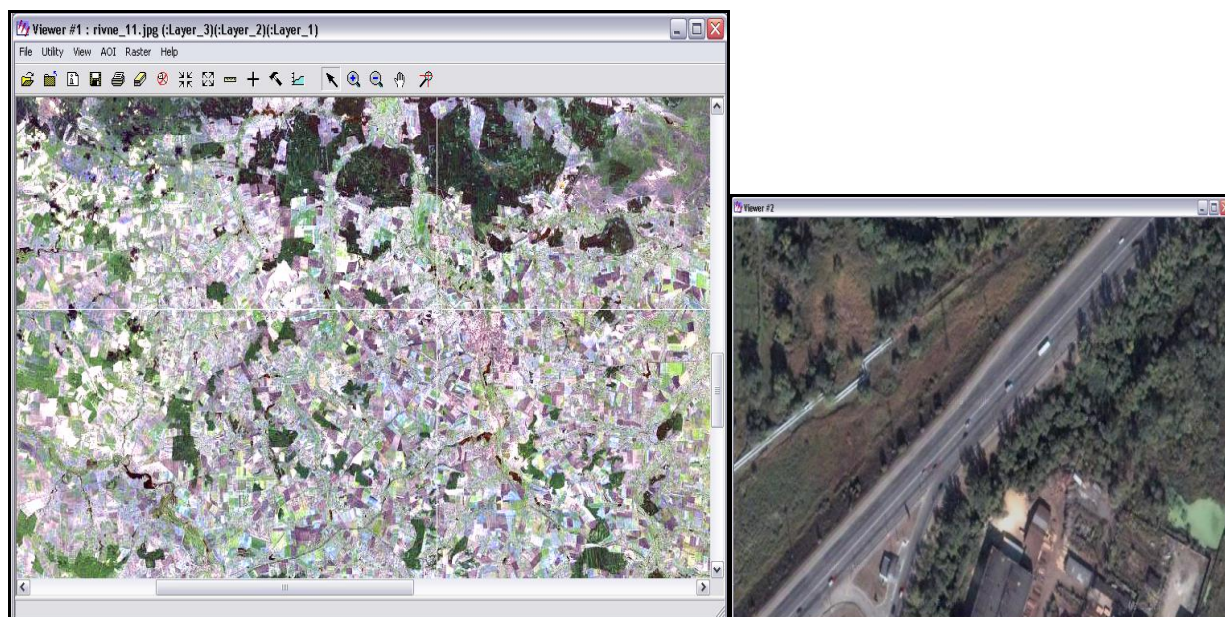 Viewer #1 : rivne_11.jpg (:Layer_3)(:Layer_2)(:Layer_1)
File Utility View AOI Raster Help
Viewer #2